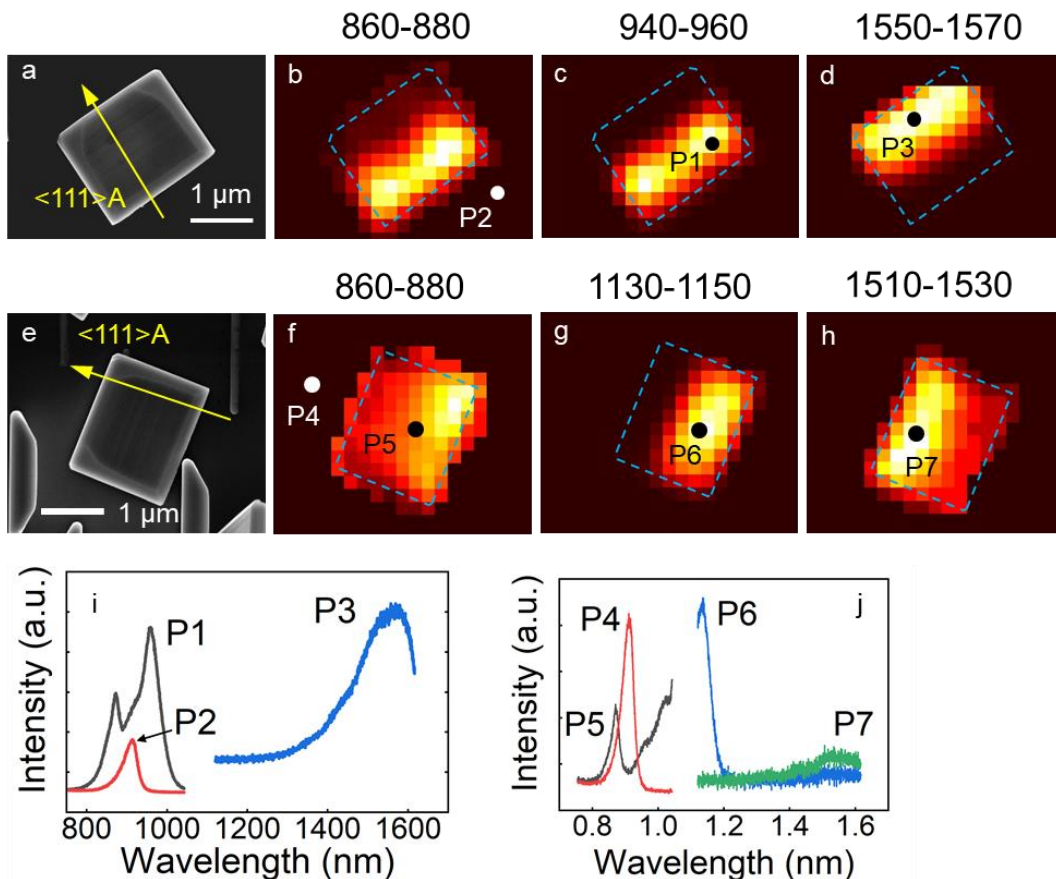 860-880 940-960 1550-1570
a b c d
<111>A
1 µm
P2
P1
P3
860-880 1130-1150 1510-1530
e f g h
<111>A
1 µm
P4
P5
P6
P7
i
Intensity (a.u.)
P1
P2
P3
800 1000 1200 1400 1600
Wavelength (nm)
j
Intensity (a.u.)
P4
P5
P6
P7
0.8 1.0 1.2 1.4 1.6
Wavelength (nm)